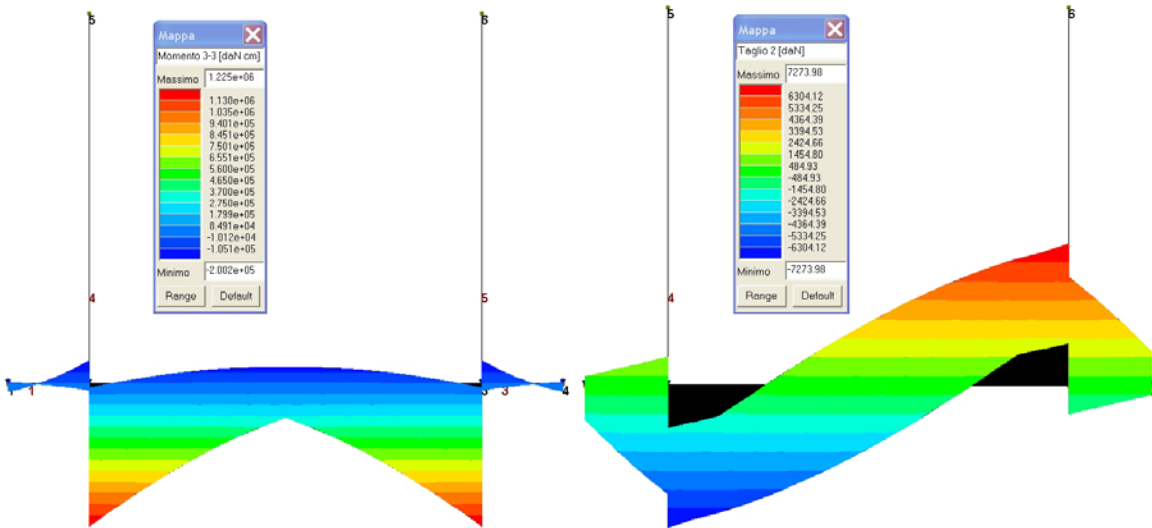 5
6
Mappa
Momento 3-3 [daN cm]
Massimo 1.225e+06
1.130e+06
1.035e+06
9.401e+05
8.451e+05
7.501e+05
6.551e+05
5.600e+05
4.650e+05
3.700e+05
2.750e+05
1.799e+05
8.491e+04
-1.012e+04
-1.051e+05
Minimo -2.002e+05
Range Default
4
5
1 1
3 4
5
6
Mappa
Taglio 2 [daN]
Massimo 7273.98
6304.12
5334.25
4364.39
3394.53
2424.66
1454.80
484.93
-484.93
-1454.80
-2424.66
-3394.53
-4364.39
-5334.25
-6304.12
Minimo -7273.98
Range Default
4